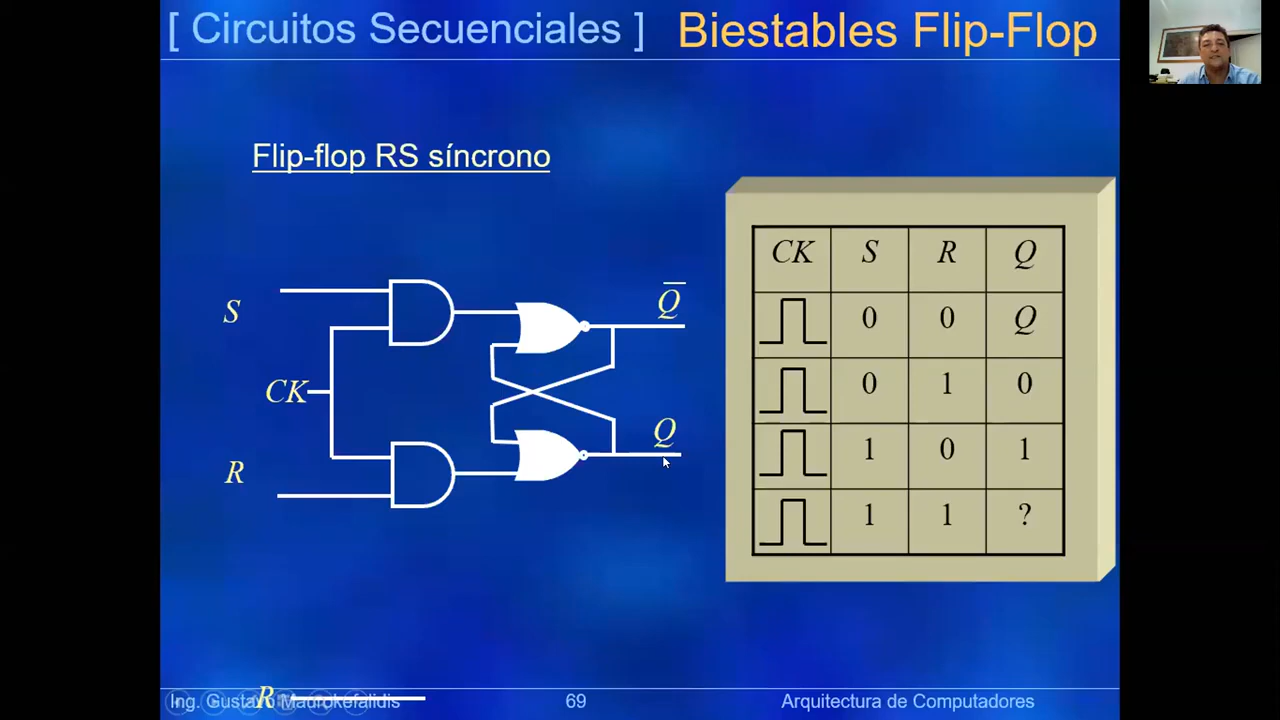 [ Circuitos Secuenciales ] Biestables Flip-Flop
Flip-flop RS síncrono
S
CK
R
Q
Q
CK S R Q
0 0 Q
0 1 0
1 0 1
1 1 ?
R
Ing. Gustavo Maurokefalidis 69 Arquitectura de Computadores